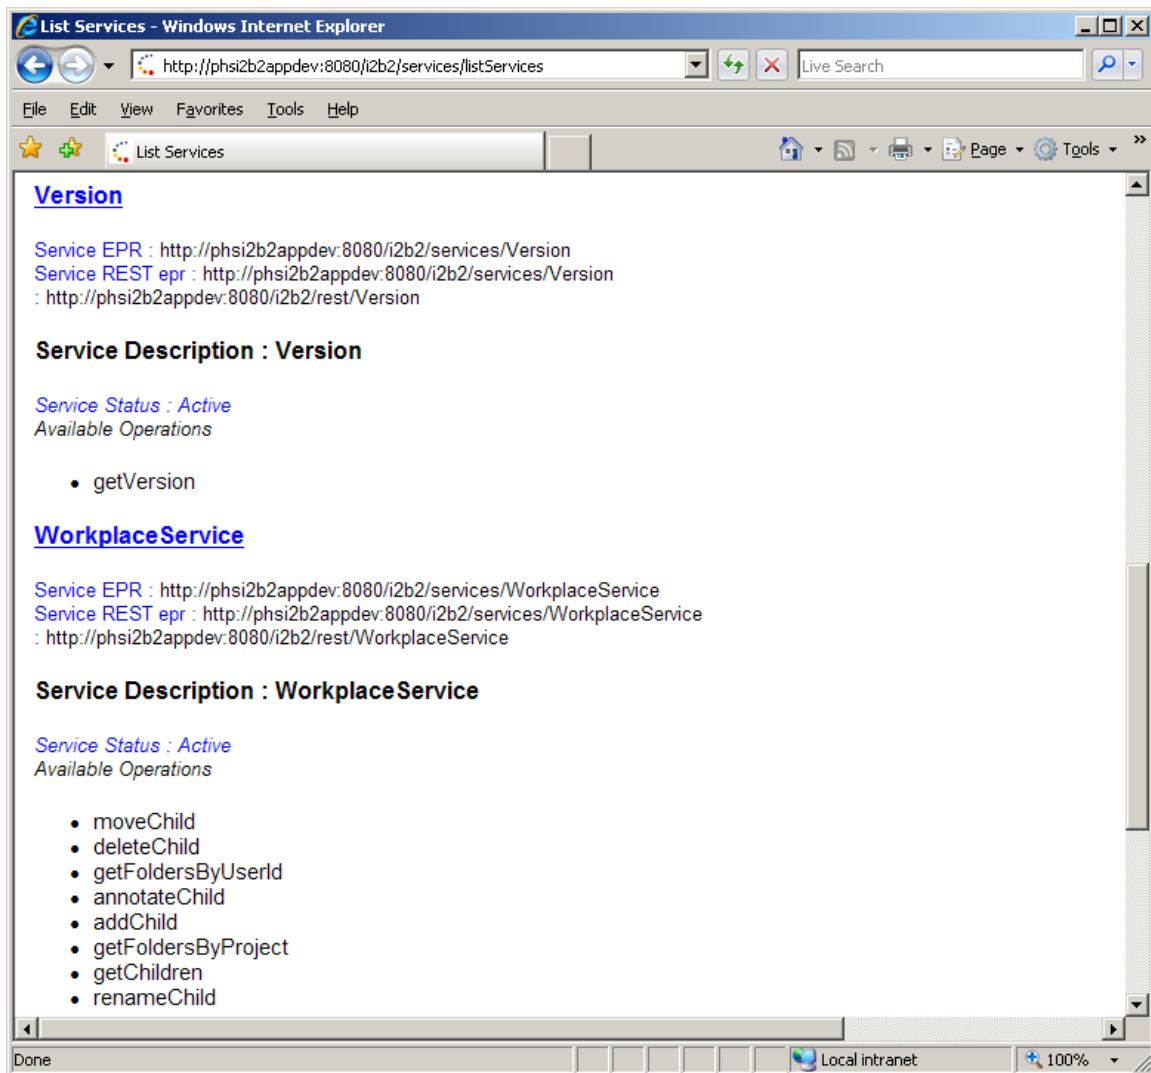 List Services - Windows Internet Explorer
http://phsi2b2appdev:8080/i2b2/services/listServices
Live Search
File Edit View Favorites Tools Help
List Services
Page Tools »
Version
Service EPR : http://phsi2b2appdev:8080/i2b2/services/Version
Service REST epr : http://phsi2b2appdev:8080/i2b2/services/Version
: http://phsi2b2appdev:8080/i2b2/rest/Version
Service Description : Version
Service Status : Active
Available Operations
• getVersion
WorkplaceService
Service EPR : http://phsi2b2appdev:8080/i2b2/services/WorkplaceService
Service REST epr : http://phsi2b2appdev:8080/i2b2/services/WorkplaceService
: http://phsi2b2appdev:8080/i2b2/rest/WorkplaceService
Service Description : WorkplaceService
Service Status : Active
Available Operations
• moveChild
• deleteChild
• getFoldersByUserId
• annotateChild
• addChild
• getFoldersByProject
• getChildren
• renameChild
Done
Local intranet
100%